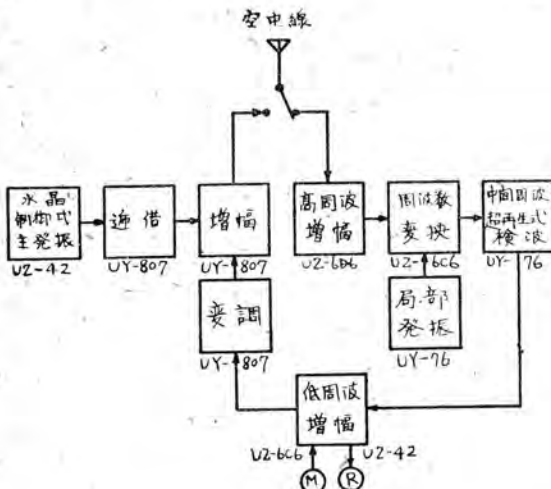 空中線
水晶
制御式
主発振
UZ-42
逓倍
UY-807
増幅
UY-807
高周波
増幅
UZ-6D6
周波数
変換
UZ-6C6
中間周波
超再生式
検波
UY-76
変調
UY-807
局部
発振
UY-76
低周波
増幅
UZ-6C6
UZ-42
M
R